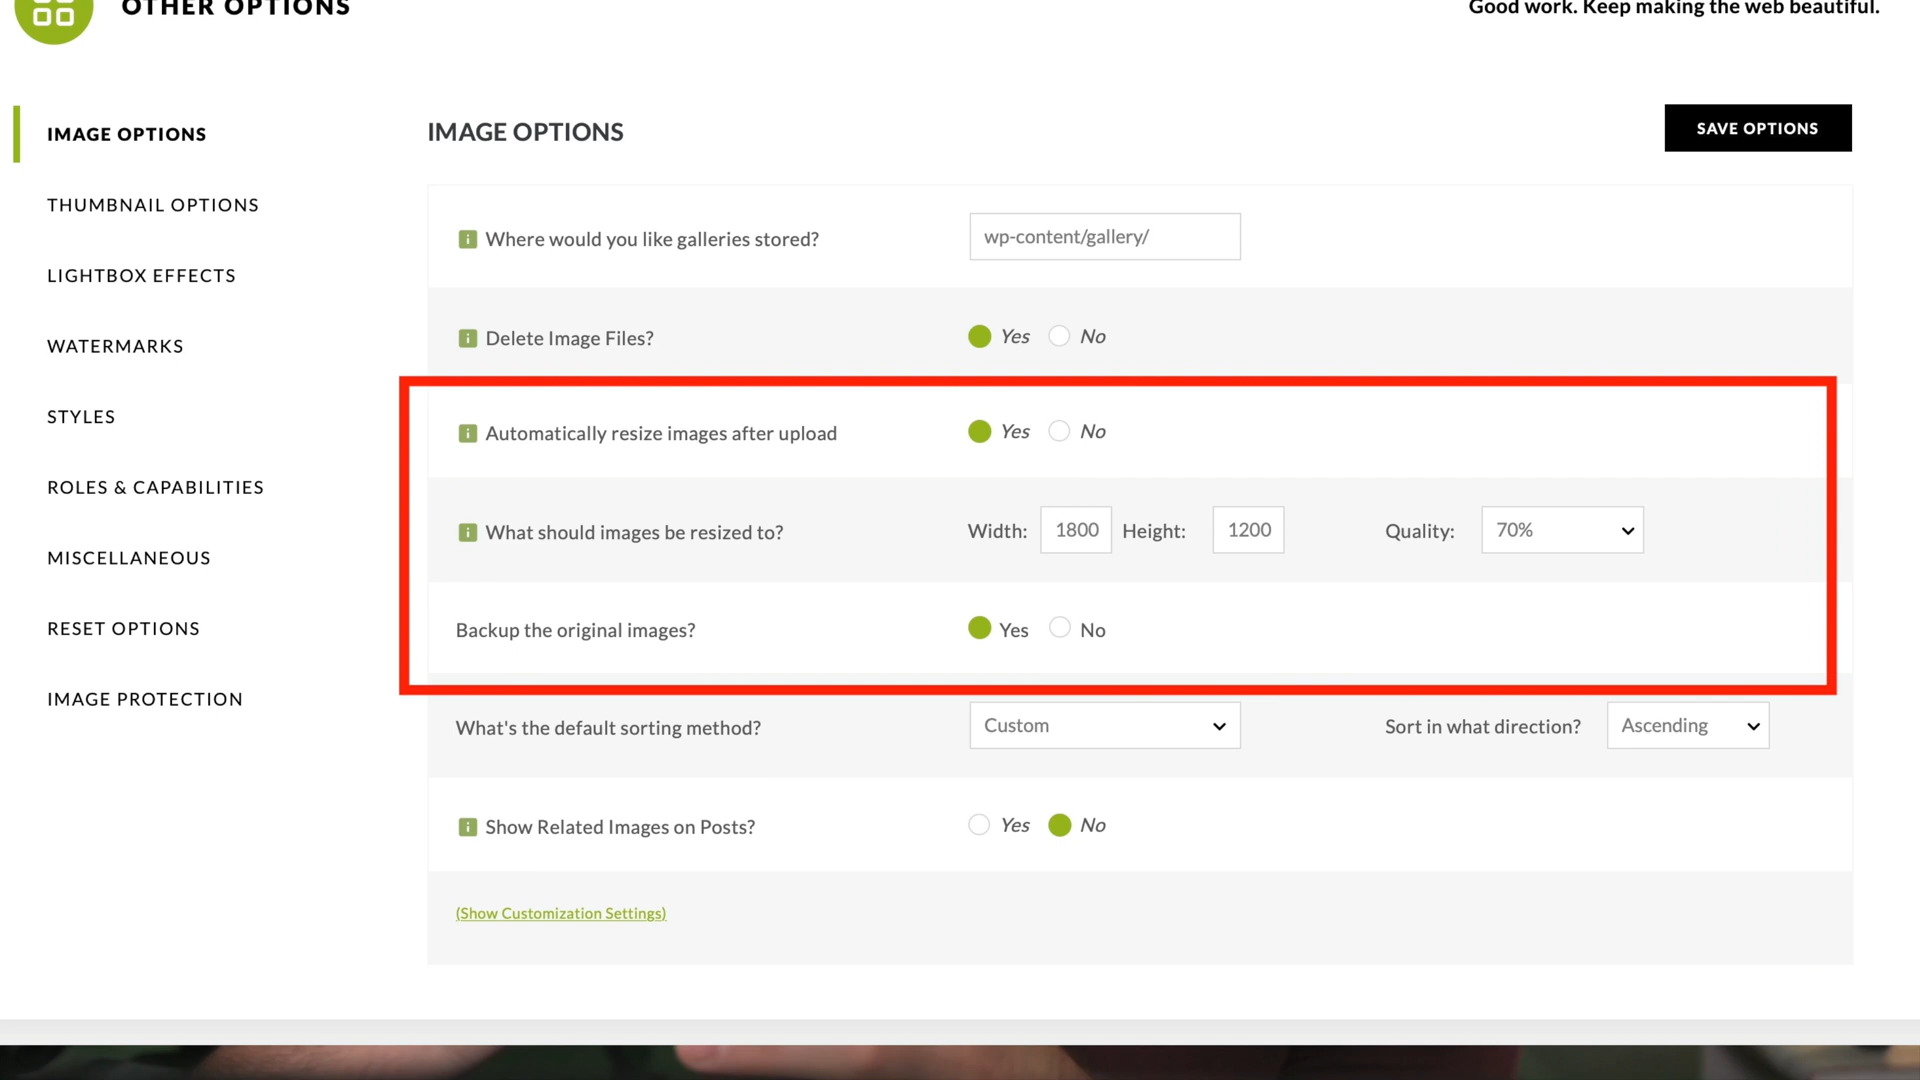 OTHER OPTIONS
Good work. Keep making the web beautiful.
IMAGE OPTIONS
THUMBNAIL OPTIONS
LIGHTBOX EFFECTS
WATERMARKS
STYLES
ROLES & CAPABILITIES
MISCELLANEOUS
RESET OPTIONS
IMAGE PROTECTION
IMAGE OPTIONS
SAVE OPTIONS
i Where would you like galleries stored? wp-content/gallery/
i Delete Image Files? Yes No
i Automatically resize images after upload Yes No
i What should images be resized to? Width: 1800 Height: 1200 Quality: 70%
Backup the original images? Yes No
What's the default sorting method? Custom Sort in what direction? Ascending
i Show Related Images on Posts? Yes No
(Show Customization Settings)